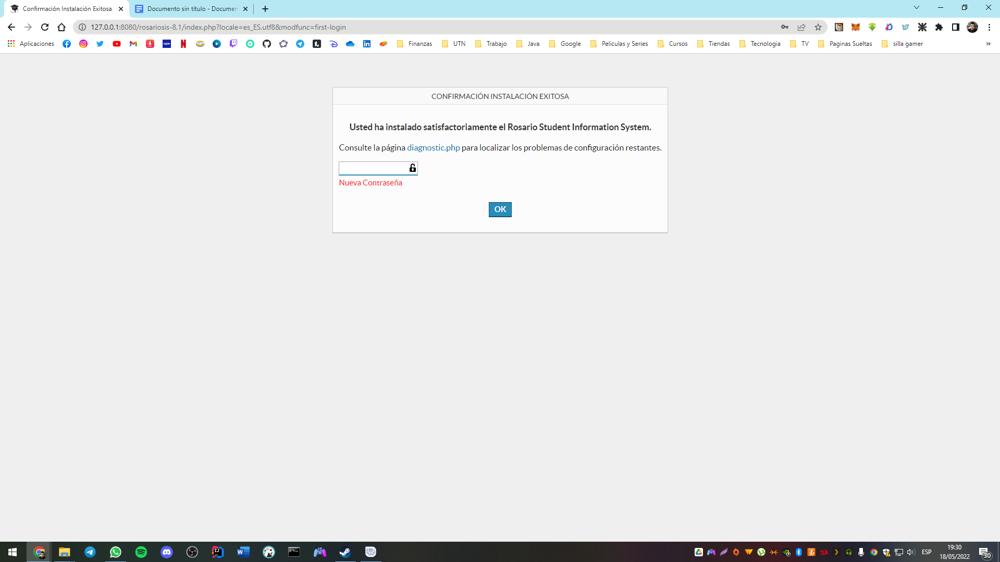 Confirmación Instalación Exitosa
Documento sin título - Documen
127.0.0.1:8080/rosariosis-8.1/index.php?locale=es_ES.utf8&modfunc=first-login
Aplicaciones
Finanzas
UTN
Trabajo
Java
Google
Peliculas y Series
Cursos
Tiendas
Tecnologia
TV
Paginas Sueltas
silla gamer
»
CONFIRMACIÓN INSTALACIÓN EXITOSA
Usted ha instalado satisfactoriamente el Rosario Student Information System.
Consulte la página diagnostic.php para localizar los problemas de configuración restantes.
Nueva Contraseña
OK
ESP
19:30
18/05/2022
30